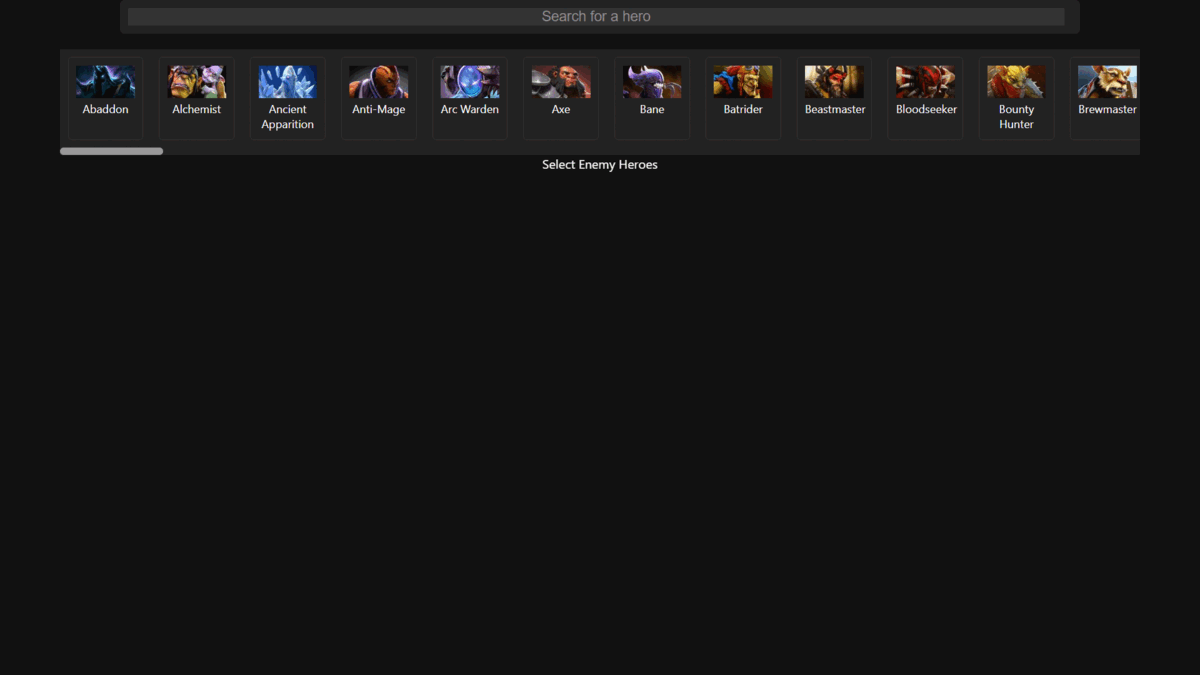 Search for a hero
Abaddon
Alchemist
Ancient
Apparition
Anti-Mage
Arc Warden
Axe
Bane
Batrider
Beastmaster
Bloodseeker
Bounty
Hunter
Brewmaster
Select Enemy Heroes